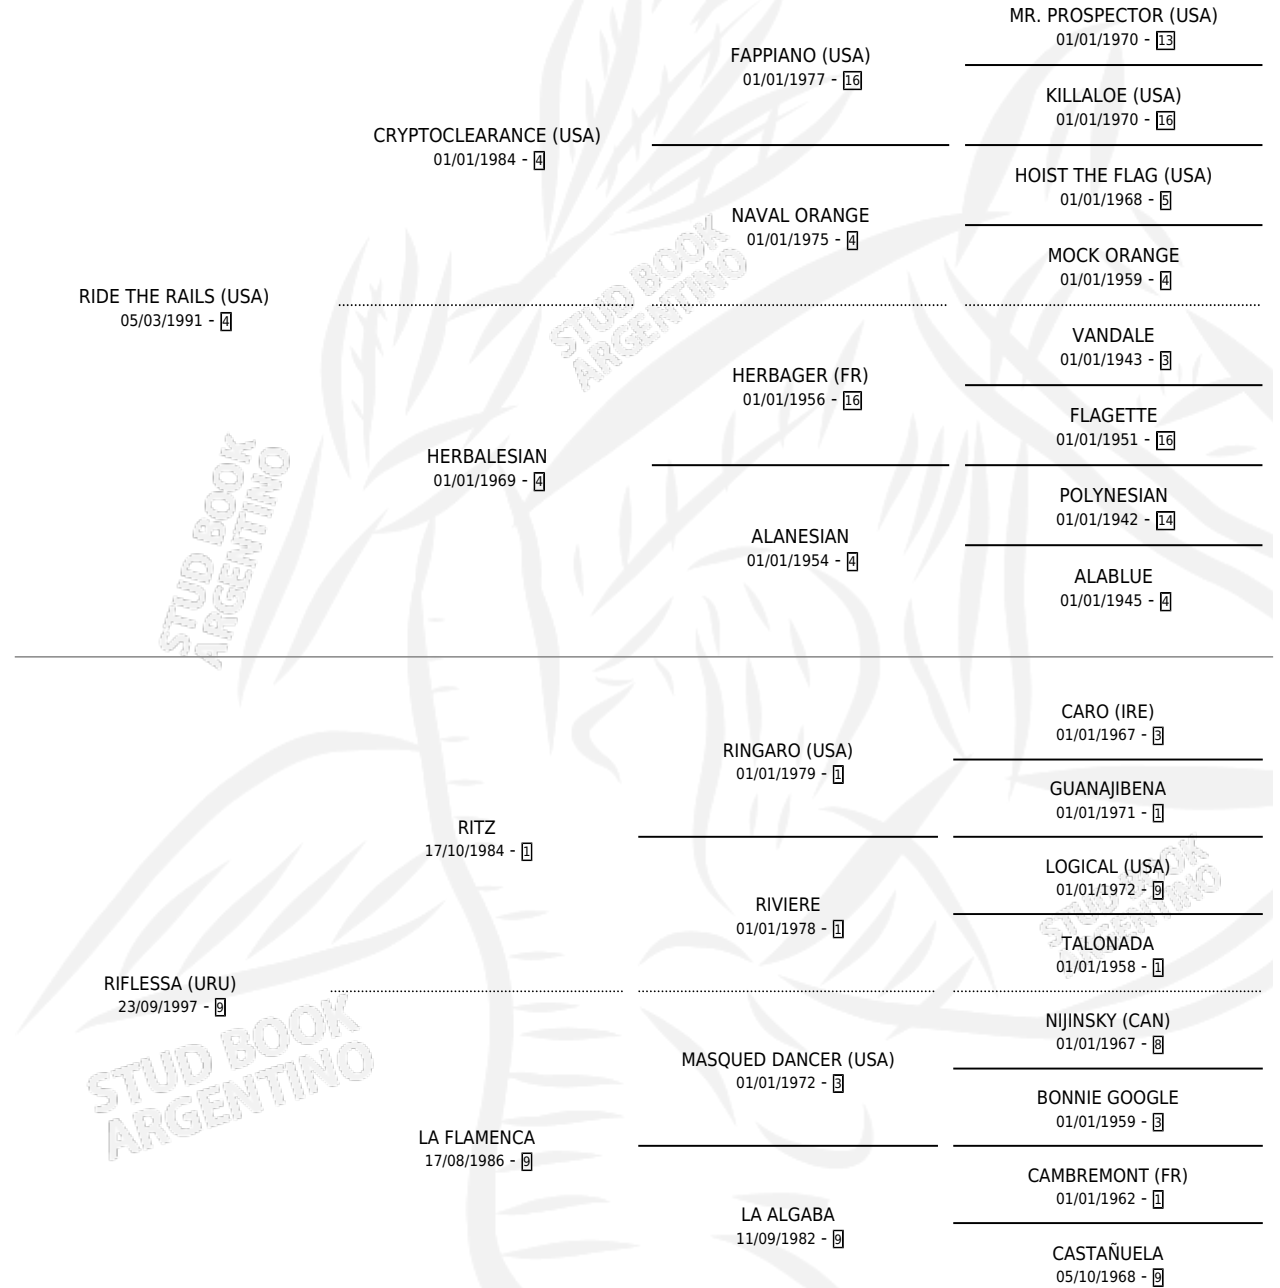 MR. PROSPECTOR (USA)
01/01/1970 - 13
FAPPIANO (USA)
01/01/1977 - 16
KILLALOE (USA)
01/01/1970 - 16
CRYPTOCLEARANCE (USA)
01/01/1984 - 4
HOIST THE FLAG (USA)
01/01/1968 - 5
NAVAL ORANGE
01/01/1975 - 4
MOCK ORANGE
01/01/1959 - 4
RIDE THE RAILS (USA)
05/03/1991 - 4
VANDALE
01/01/1943 - 3
HERBAGER (FR)
01/01/1956 - 16
FLAGETTE
01/01/1951 - 16
HERBALESIAN
01/01/1969 - 4
POLYNESIAN
01/01/1942 - 14
ALANESIAN
01/01/1954 - 4
ALABLUE
01/01/1945 - 4
CARO (IRE)
01/01/1967 - 3
RINGARO (USA)
01/01/1979 - 1
GUANAJIBENA
01/01/1971 - 1
RITZ
17/10/1984 - 1
LOGICAL (USA)
01/01/1972 - 9
RIVIERE
01/01/1978 - 1
TALONADA
01/01/1958 - 1
RIFLESSA (URU)
23/09/1997 - 9
NIJINSKY (CAN)
01/01/1967 - 8
MASQUED DANCER (USA)
01/01/1972 - 3
BONNIE GOOGLE
01/01/1959 - 3
LA FLAMENCA
17/08/1986 - 9
CAMBREMONT (FR)
01/01/1962 - 1
LA ALGABA
11/09/1982 - 9
CASTAÑUELA
05/10/1968 - 9
STUD BOOK
ARGENTINO
STUD BOOK
ARGENTINO
STUD BOOK
ARGENTINO
STUD BOOK
ARGENTINO